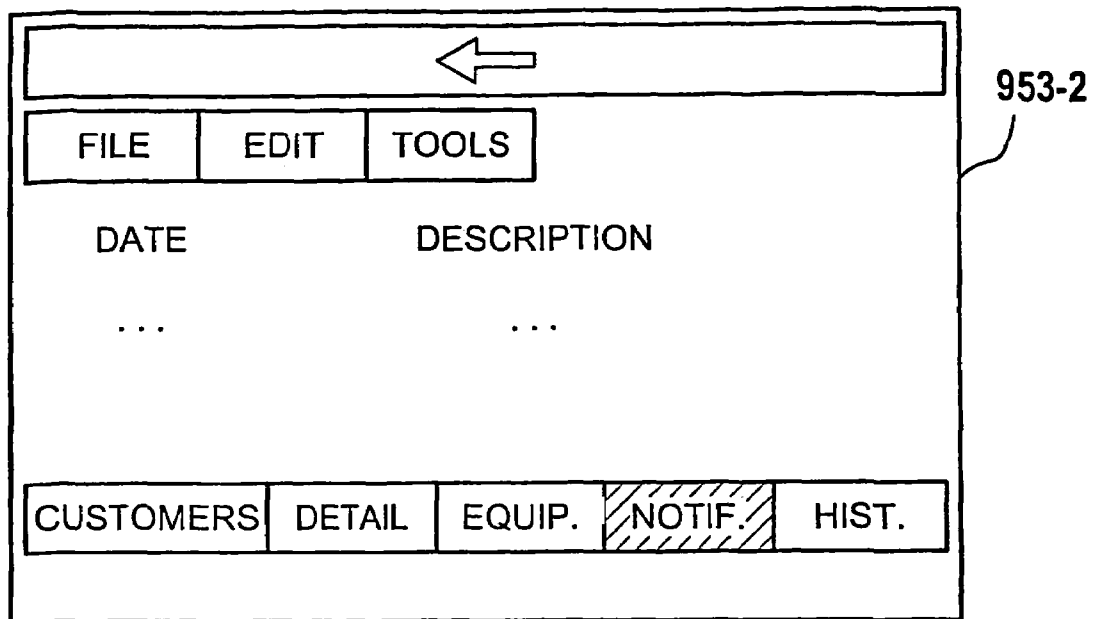 953-2
FILE EDIT TOOLS
DATE DESCRIPTION
... ...
CUSTOMERS DETAIL EQUIP. NOTIF. HIST.